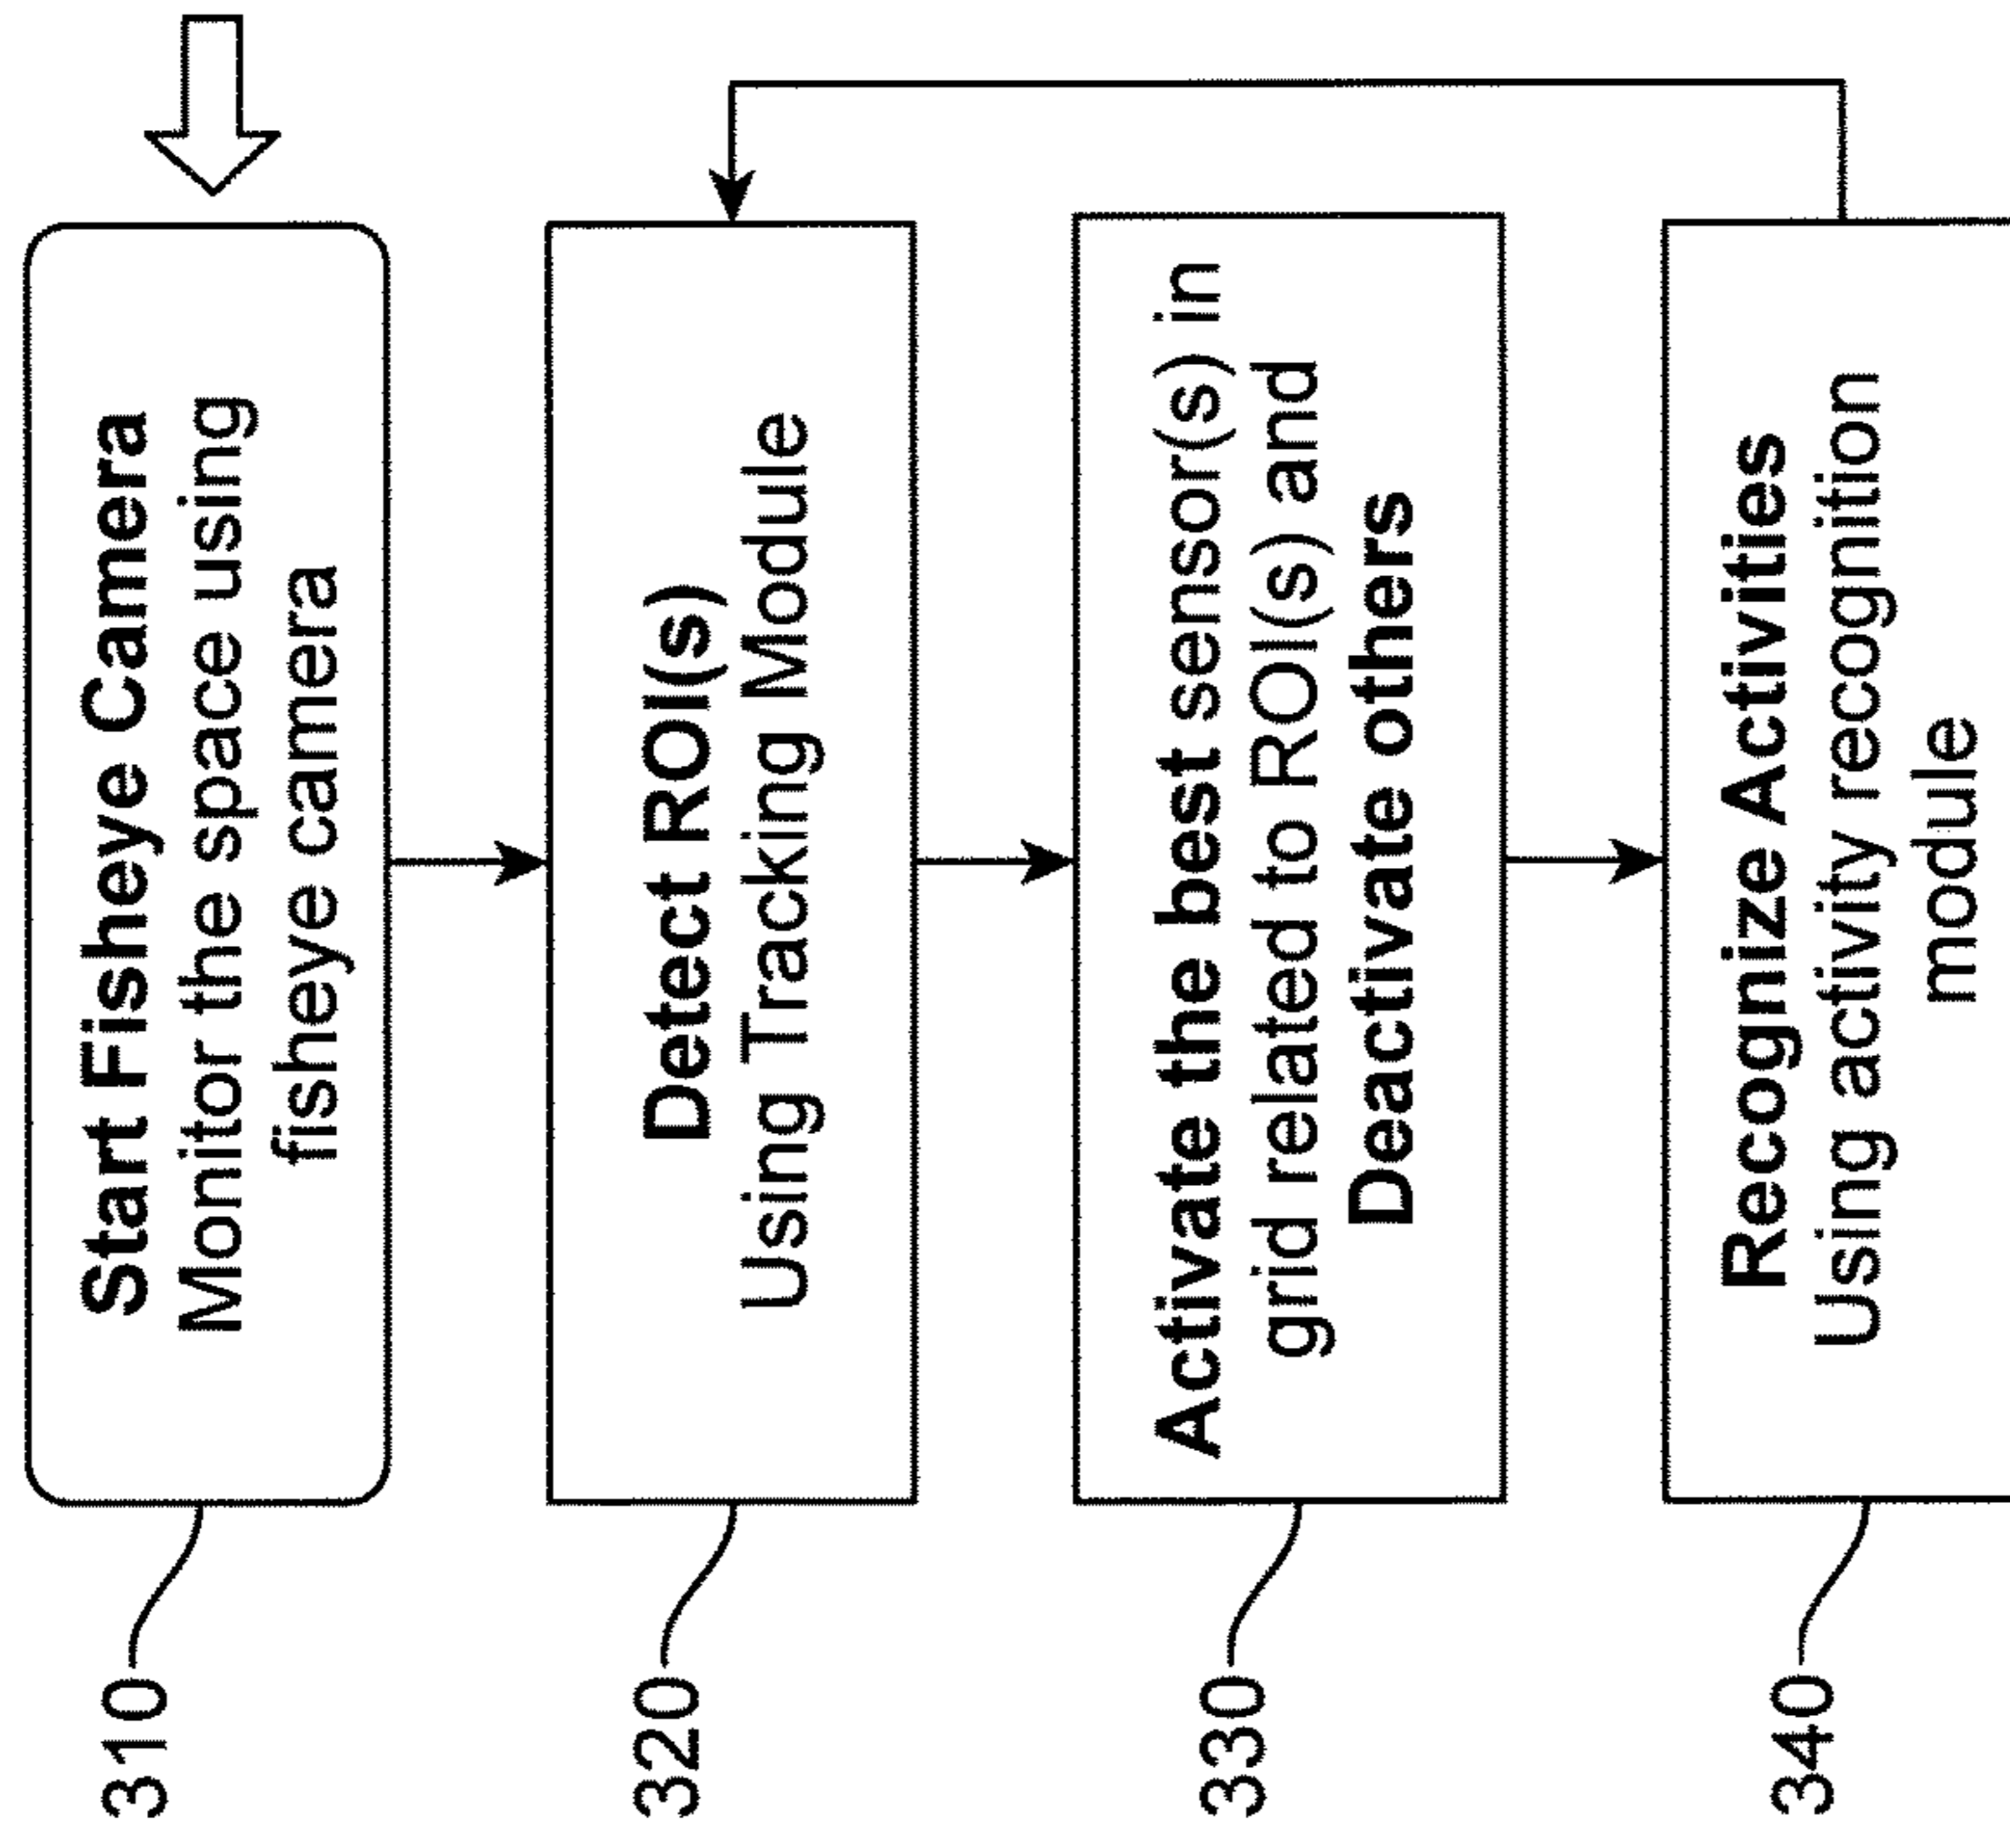 310
Start Fisheye Camera
Monitor the space using
fisheye camera
320
Detect ROI(s)
Using Tracking Module
330
Activate the best sensor(s) in
grid related to ROI(s) and
Deactivate others
340
Recognize Activities
Using activity recognition
module